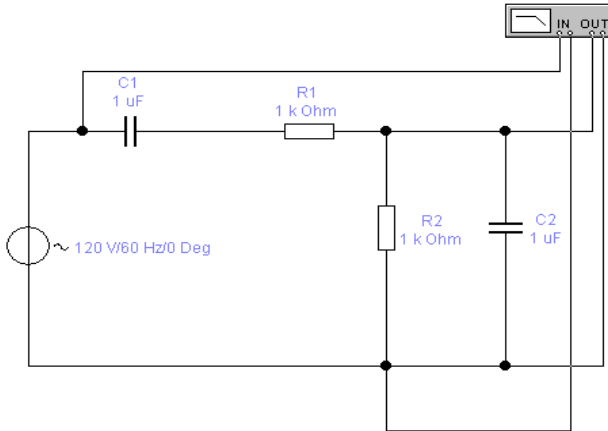 IN OUT
C1
1 uF
R1
1 k Ohm
R2
1 k Ohm
C2
1 uF
~ 120 V/60 Hz/0 Deg